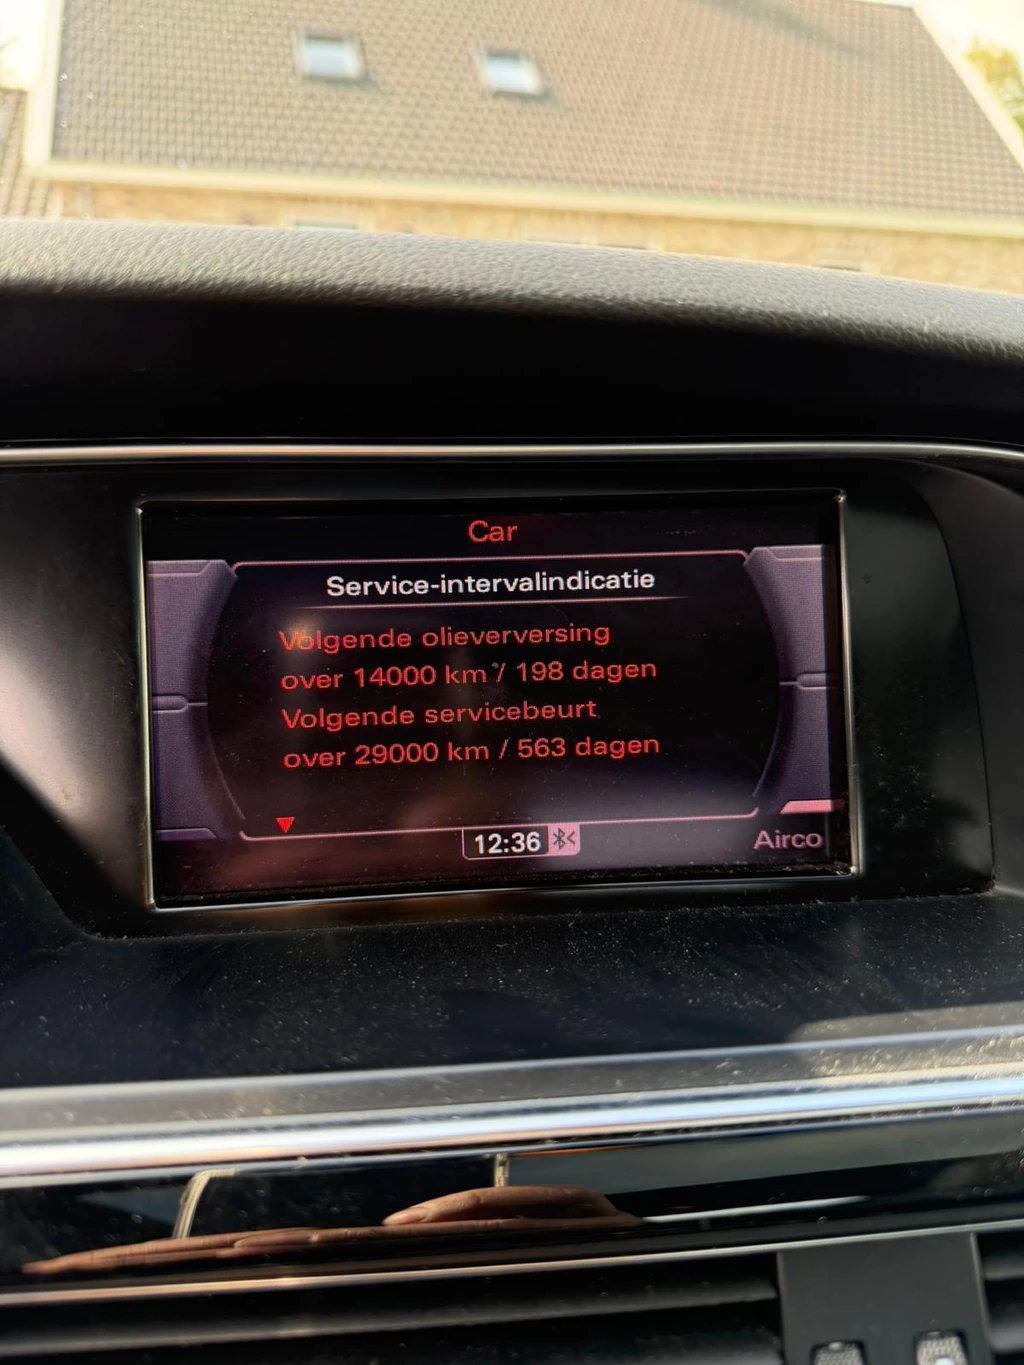 Car
Service-intervalindicatie
Volgende olieverversing
over 14000 km / 198 dagen
Volgende servicebeurt
over 29000 km / 563 dagen
12:36
Airco